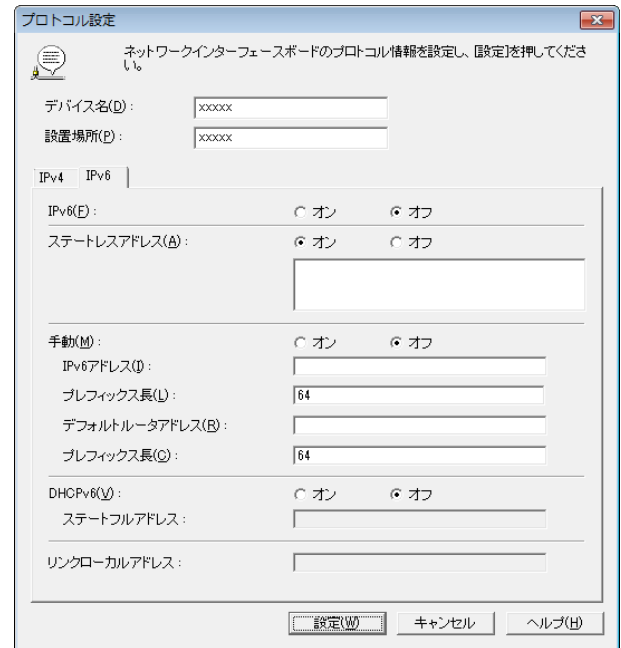 プロトコル設定
ネットワークインターフェースボードのプロトコル情報を設定し、[設定]を押してくださ
い。
デバイス名(D)： xxxxx
設置場所(P)： xxxxx
IPv4 IPv6
IPv6(F)： オン オフ
ステートレスアドレス(A)： オン オフ
手動(M)： オン オフ
IPv6アドレス(I)：
プレフィックス長(L)： 64
デフォルトルータアドレス(R)：
プレフィックス長(C)： 64
DHCPv6(V)： オン オフ
ステートフルアドレス：
リンクローカルアドレス：
設定(W) キャンセル ヘルプ(H)